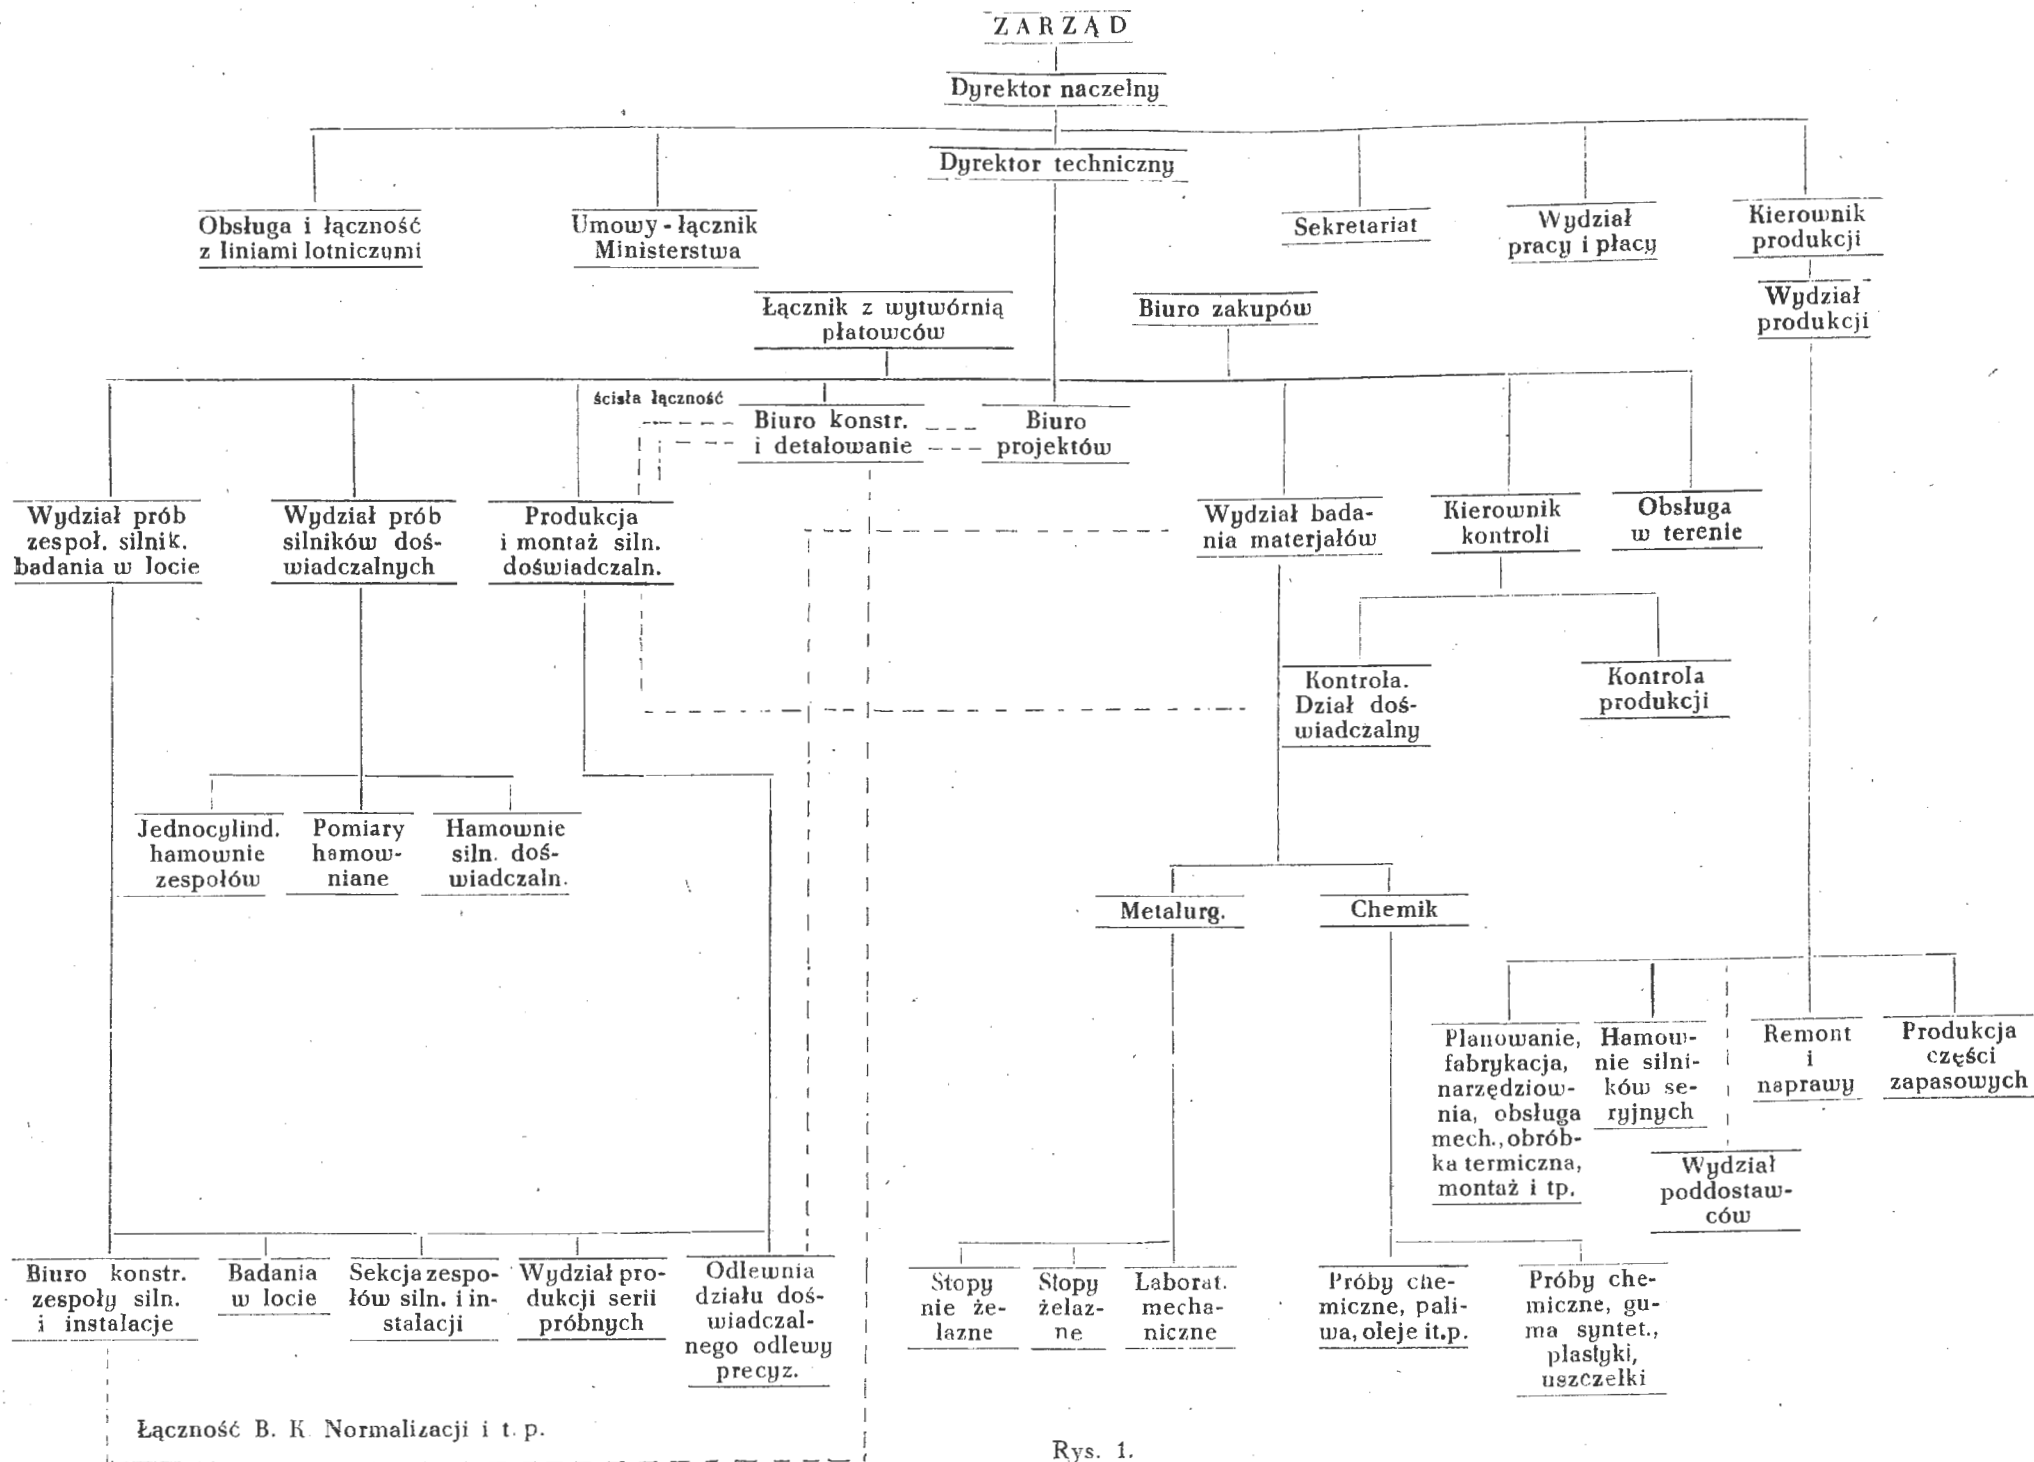 ZARZĄD
Dyrektor naczelny
Dyrektor techniczny
Obsługa i łączność
z liniami lotniczymi
Umowy - łącznik
Ministerstwa
Sekretariat
Wydział
pracy i płacy
Kierownik
produkcji
Wydział
produkcji
Łącznik z wytwórnią
płatowców
Biuro zakupów
ścisła łączność
Biuro konstr.
i detalowanie
Biuro
projektów
Wydział prób
zespoł. silnik.
badania w locie
Wydział prób
silników doś-
wiadczalnych
Produkcja
i montaż siln.
doświadczaln.
Wydział bada-
nia materjałów
Kierownik
kontroli
Obsługa
w terenie
Kontrola.
Dział doś-
wiadczalny
Kontrola
produkcji
Jednocylind.
hamownie
zespołów
Pomiary
hamow-
niane
Hamownie
siln. doś-
wiadczaln.
Metalurg.
Chemik
Planowanie,
fabrykacja,
narzędziow-
nia, obsługa
mech., obrób-
ka termiczna,
montaż i tp.
Hamow-
nie silni-
ków se-
ryjnych
Wydział
poddostaw-
ców
Remont
i
naprawy
Produkcja
części
zapasowych
Biuro konstr.
zespoły siln.
i instalacje
Badania
w locie
Sekcja zespo-
łów siln. i in-
stalacji
Wydział pro-
dukcji serii
próbnych
Odlewnia
działu doś-
wiadczal-
nego odlewy
precyz.
Stopy
nie że-
lazne
Stopy
żelaz-
ne
Laborat.
mecha-
niczne
Próby che-
miczne, pali-
wa, oleje it.p.
Próby che-
miczne, gu-
ma syntet.,
plastyki,
uszczelki
Łączność B. K. Normalizacji i t. p.
Rys. 1.